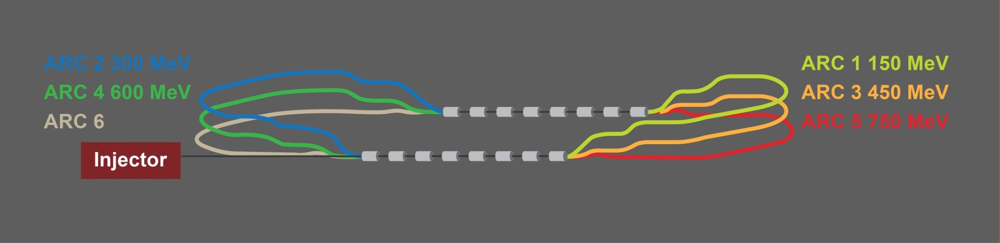 ARC 2 300 MeV
ARC 4 600 MeV
ARC 6
Injector
ARC 1 150 MeV
ARC 3 450 MeV
ARC 5 750 MeV